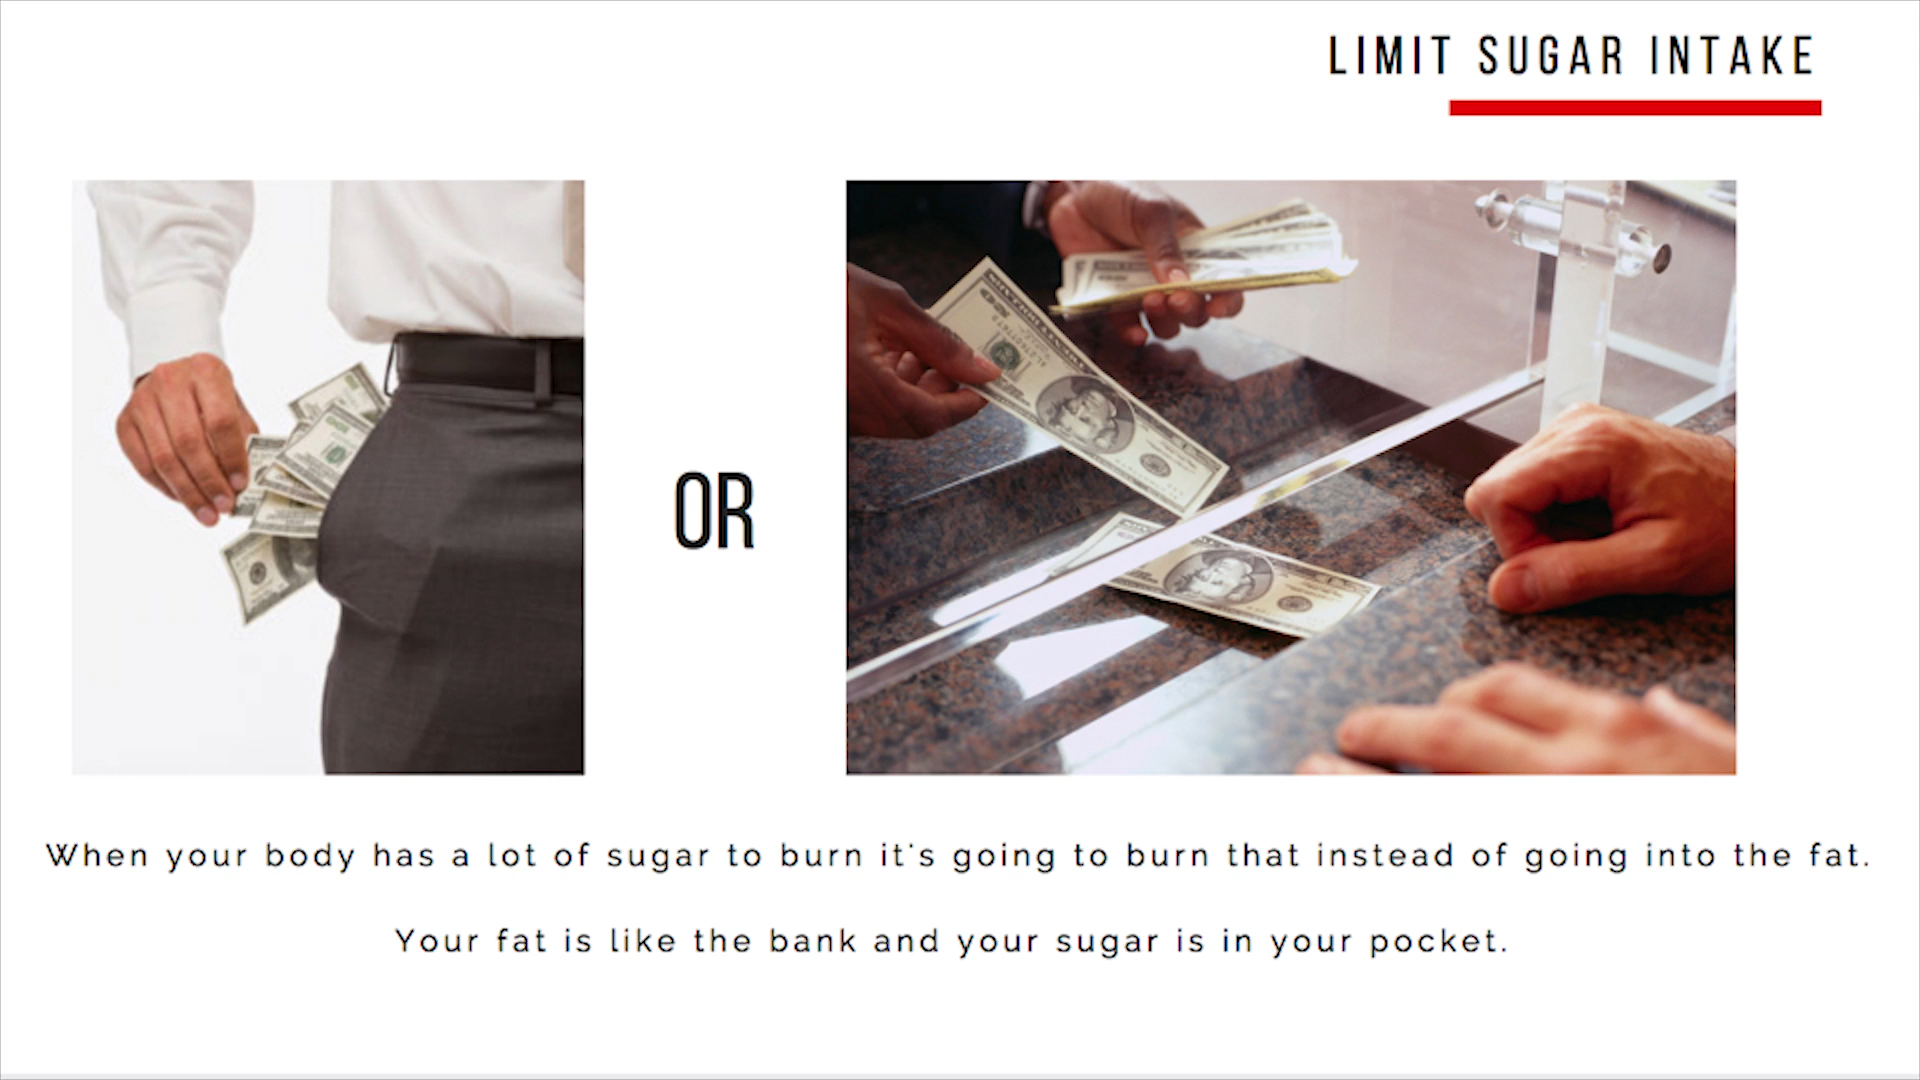 LIMIT SUGAR INTAKE
OR
When your body has a lot of sugar to burn it's going to burn that instead of going into the fat.
Your fat is like the bank and your sugar is in your pocket.